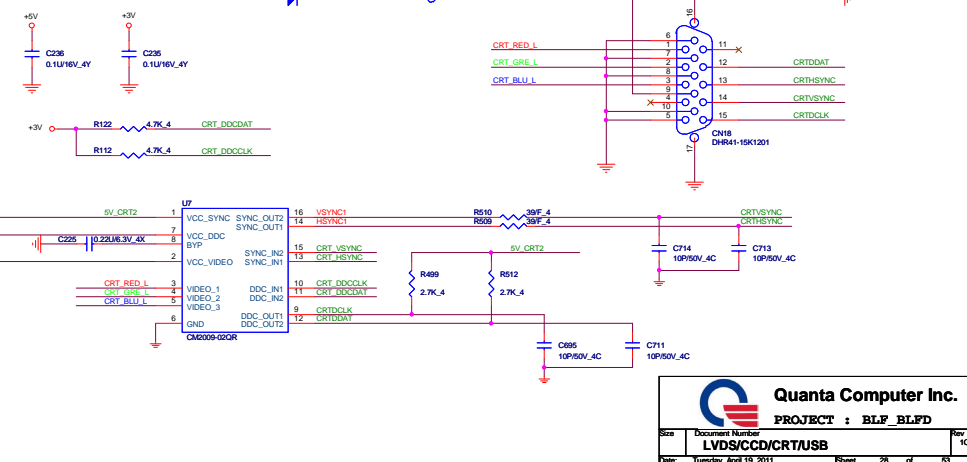 +5V
+3V
C236
0.1U/16V_4Y
C235
0.1U/16V_4Y
+3V
R122
4.7K_4
CRT_DDCDAT
R112
4.7K_4
CRT_DDCCLK
16
CRT_RED_L
CRT_GRE_L
CRT_BLU_L
6
1
7
2
8
3
9
4
10
5
11
12
CRTDDAT
13
CRTHSYNC
14
CRTVSYNC
15
CRTDCLK
CN18
DHR41-15K1201
17
U7
5V_CRT2
1
VCC_SYNC
7
VCC_DDC
C225
0.22U/6.3V_4X
8
BYP
2
VCC_VIDEO
CRT_RED_L
3
VIDEO_1
CRT_GRE_L
4
VIDEO_2
CRT_BLU_L
5
VIDEO_3
6
GND
SYNC_OUT2
16
VSYNC1
SYNC_OUT1
14
HSYNC1
SYNC_IN2
15
CRT_VSYNC
SYNC_IN1
13
CRT_HSYNC
DDC_IN1
10
CRT_DDCCLK
DDC_IN2
11
CRT_DDCDAT
DDC_OUT1
9
CRTDCLK
DDC_OUT2
12
CRTDDAT
CM2009-02QR
R510
39/F_4
CRTVSYNC
R509
39/F_4
CRTHSYNC
5V_CRT2
R499
2.7K_4
R512
2.7K_4
C714
10P/50V_4C
C713
10P/50V_4C
C695
10P/50V_4C
C711
10P/50V_4C
Quanta Computer Inc.
PROJECT : BLF_BLFD
Size
Document Number
Rev
LVDS/CCD/CRT/USB
Date: Tuesday, April 19, 2011
Sheet 28 of 53